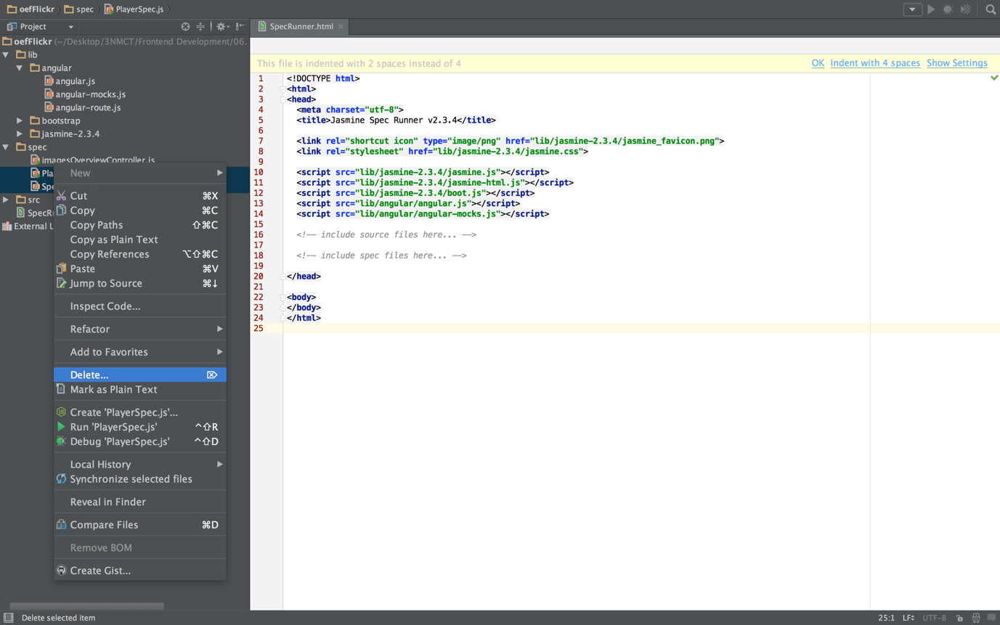 oefFlickr spec PlayerSpec.js
Project
SpecRunner.html
oefFlickr (~/Desktop/3NMCT/Frontend Development/06.
lib
angular
angular.js
angular-mocks.js
angular-route.js
bootstrap
jasmine-2.3.4
spec
imagesOverviewController.js
Pla
Spe
src
SpecRu
External L
New
Cut ⌘X
Copy ⌘C
Copy Paths ⇧⌘C
Copy as Plain Text
Copy References ⌥⇧⌘C
Paste ⌘V
Jump to Source ⌘↓
Inspect Code...
Refactor
Add to Favorites
Delete... ⌦
Mark as Plain Text
Create 'PlayerSpec.js'...
Run 'PlayerSpec.js' ^⇧R
Debug 'PlayerSpec.js' ^⇧D
Local History
Synchronize selected files
Reveal in Finder
Compare Files ⌘D
Remove BOM
Create Gist...
This file is indented with 2 spaces instead of 4 OK Indent with 4 spaces Show Settings
1 <!DOCTYPE html>
2 <html>
3 <head>
4 <meta charset="utf-8">
5 <title>Jasmine Spec Runner v2.3.4</title>
6
7 <link rel="shortcut icon" type="image/png" href="lib/jasmine-2.3.4/jasmine_favicon.png">
8 <link rel="stylesheet" href="lib/jasmine-2.3.4/jasmine.css">
9
10 <script src="lib/jasmine-2.3.4/jasmine.js"></script>
11 <script src="lib/jasmine-2.3.4/jasmine-html.js"></script>
12 <script src="lib/jasmine-2.3.4/boot.js"></script>
13 <script src="lib/angular/angular.js"></script>
14 <script src="lib/angular/angular-mocks.js"></script>
15
16 <!-- include source files here... -->
17
18 <!-- include spec files here... -->
19
20 </head>
21
22 <body>
23 </body>
24 </html>
25
Delete selected item 25:1 LF UTF-8